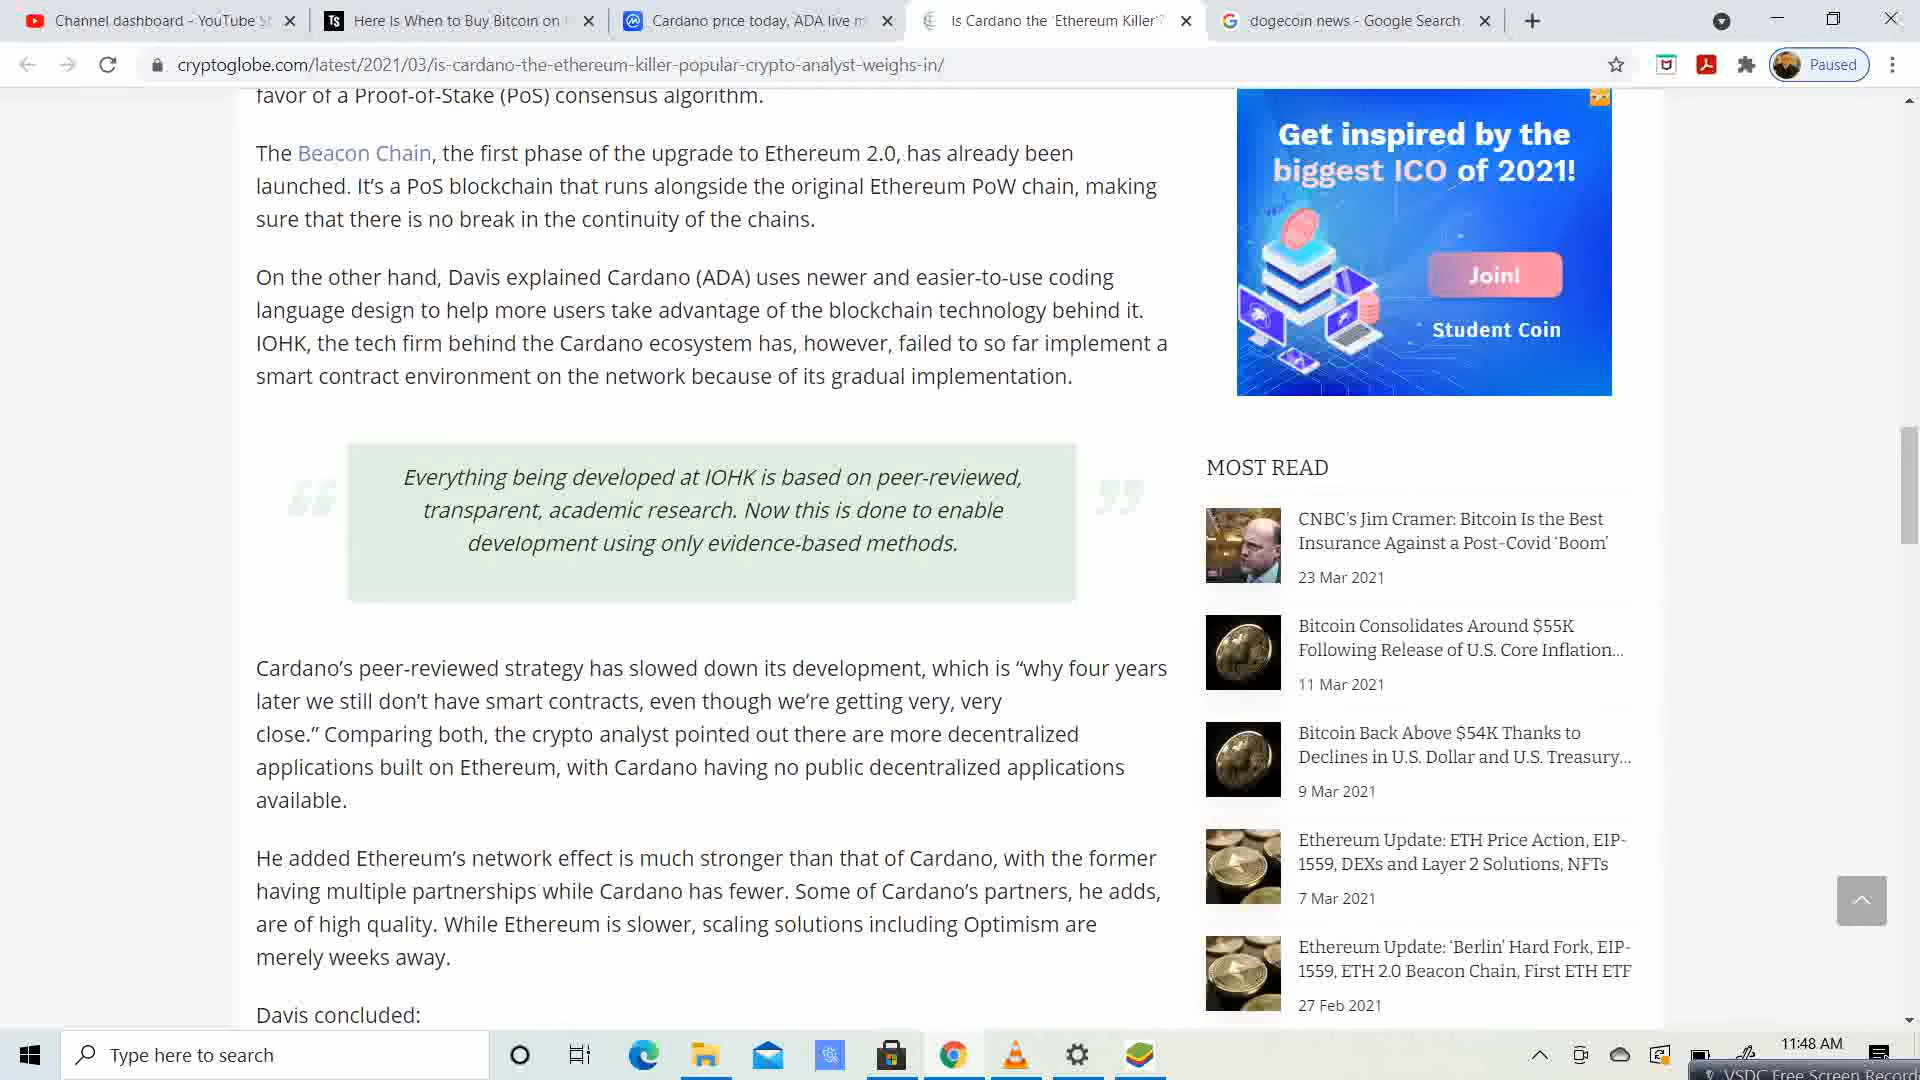 Channel dashboard - YouTube St
Here Is When to Buy Bitcoin on
Cardano price today, ADA live m
Is Cardano the 'Ethereum Killer'?
dogecoin news - Google Search
cryptoglobe.com/latest/2021/03/is-cardano-the-ethereum-killer-popular-crypto-analyst-weighs-in/
Paused
favor of a Proof-of-Stake (PoS) consensus algorithm.
The Beacon Chain, the first phase of the upgrade to Ethereum 2.0, has already been
launched. It’s a PoS blockchain that runs alongside the original Ethereum PoW chain, making
sure that there is no break in the continuity of the chains.
On the other hand, Davis explained Cardano (ADA) uses newer and easier-to-use coding
language design to help more users take advantage of the blockchain technology behind it.
IOHK, the tech firm behind the Cardano ecosystem has, however, failed to so far implement a
smart contract environment on the network because of its gradual implementation.
“ Everything being developed at IOHK is based on peer-reviewed,
transparent, academic research. Now this is done to enable
development using only evidence-based methods. ”
Cardano’s peer-reviewed strategy has slowed down its development, which is “why four years
later we still don’t have smart contracts, even though we’re getting very, very
close.” Comparing both, the crypto analyst pointed out there are more decentralized
applications built on Ethereum, with Cardano having no public decentralized applications
available.
He added Ethereum’s network effect is much stronger than that of Cardano, with the former
having multiple partnerships while Cardano has fewer. Some of Cardano’s partners, he adds,
are of high quality. While Ethereum is slower, scaling solutions including Optimism are
merely weeks away.
Davis concluded:
Get inspired by the
biggest ICO of 2021!
Join!
Student Coin
MOST READ
CNBC’s Jim Cramer: Bitcoin Is the Best
Insurance Against a Post-Covid ‘Boom’
23 Mar 2021
Bitcoin Consolidates Around $55K
Following Release of U.S. Core Inflation...
11 Mar 2021
Bitcoin Back Above $54K Thanks to
Declines in U.S. Dollar and U.S. Treasury...
9 Mar 2021
Ethereum Update: ETH Price Action, EIP-
1559, DEXs and Layer 2 Solutions, NFTs
7 Mar 2021
Ethereum Update: ‘Berlin’ Hard Fork, EIP-
1559, ETH 2.0 Beacon Chain, First ETH ETF
27 Feb 2021
Type here to search
11:48 AM
VSDC Free Screen Record